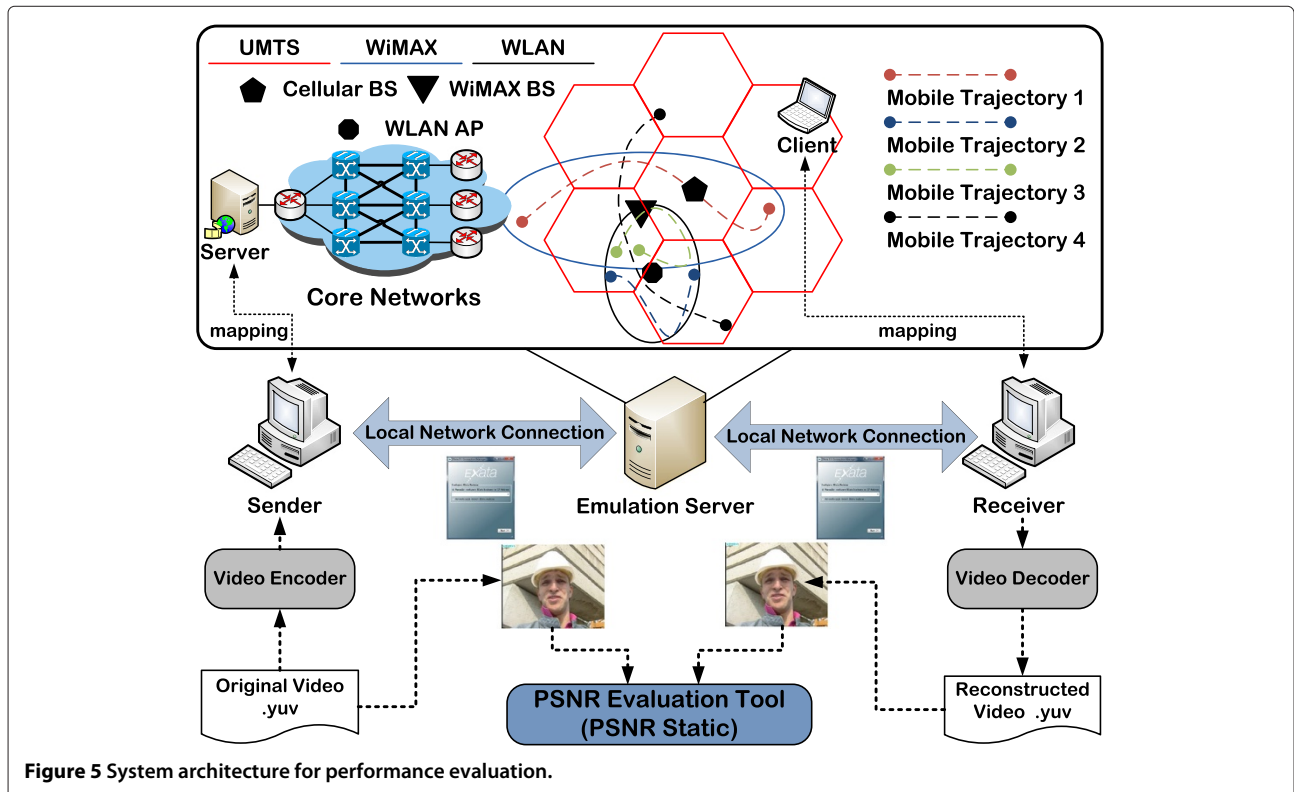 UMTS WiMAX WLAN
Cellular BS WiMAX BS
WLAN AP
Server
Core Networks
Client
Mobile Trajectory 1
Mobile Trajectory 2
Mobile Trajectory 3
Mobile Trajectory 4
mapping
mapping
Local Network Connection
Local Network Connection
EXata
EXata
Sender
Emulation Server
Receiver
Video Encoder
Video Decoder
Original Video
.yuv
PSNR Evaluation Tool
(PSNR Static)
Reconstructed
Video .yuv
Figure 5 System architecture for performance evaluation.